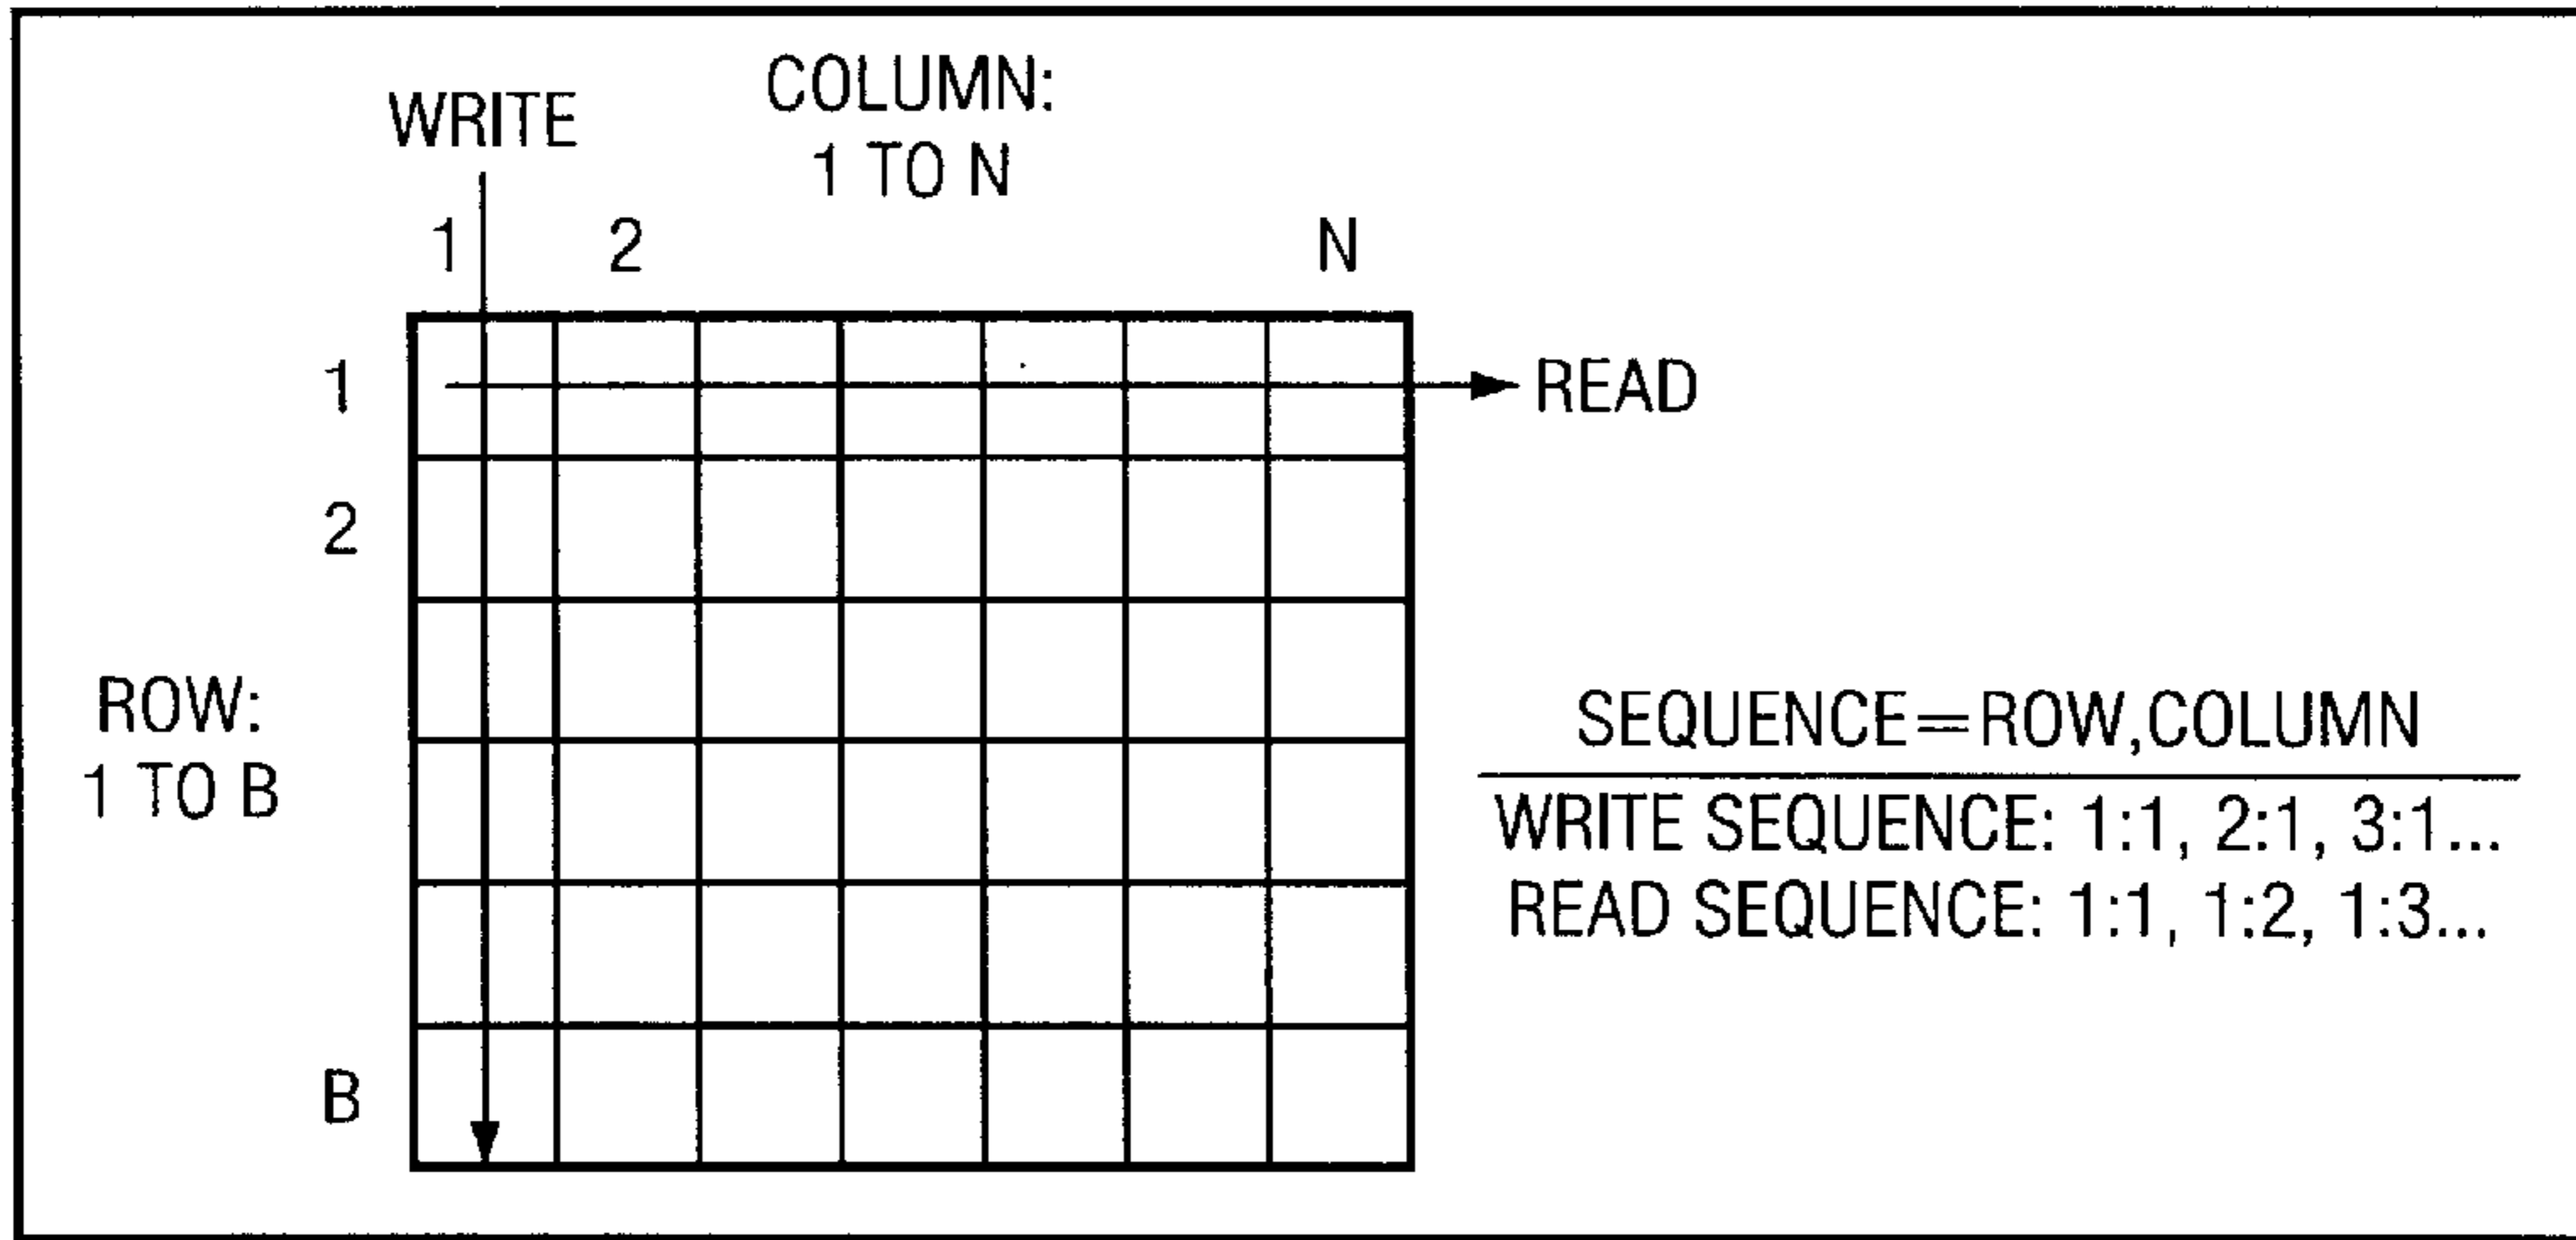 WRITE
COLUMN:
1 TO N
1
2
N
1
READ
2
ROW:
1 TO B
B
SEQUENCE=ROW,COLUMN
WRITE SEQUENCE: 1:1, 2:1, 3:1...
READ SEQUENCE: 1:1, 1:2, 1:3...